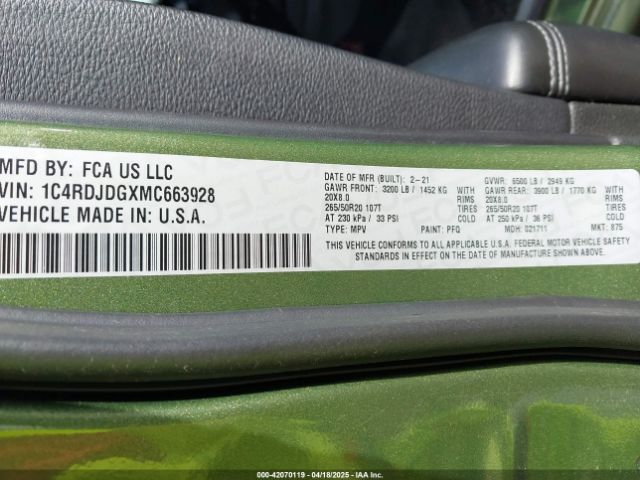 MFD BY: FCA US LLC
VIN: 1C4RDJDGXMC663928
VEHICLE MADE IN: U.S.A.
DATE OF MFR (BUILT): 2-21 GVWR: 6500 LB / 2949 KG
GAWR FRONT: 3200 LB / 1452 KG WITH GAWR REAR: 3900 LB / 1770 KG WITH
20X8.0 RIMS 20X8.0 RIMS
265/50R20 107T TIRES 265/50R20 107T TIRES
AT 230 kPa / 33 PSI COLD AT 250 kPa / 36 PSI COLD
TYPE: MPV PAINT: PFQ MDH: 021711 MKT: 875
THIS VEHICLE CONFORMS TO ALL APPLICABLE U.S.A. FEDERAL MOTOR VEHICLE SAFETY
STANDARDS IN EFFECT ON THE DATE OF MANUFACTURE SHOWN ABOVE
000-42070119 - 04/18/2025 - IAAI.COM